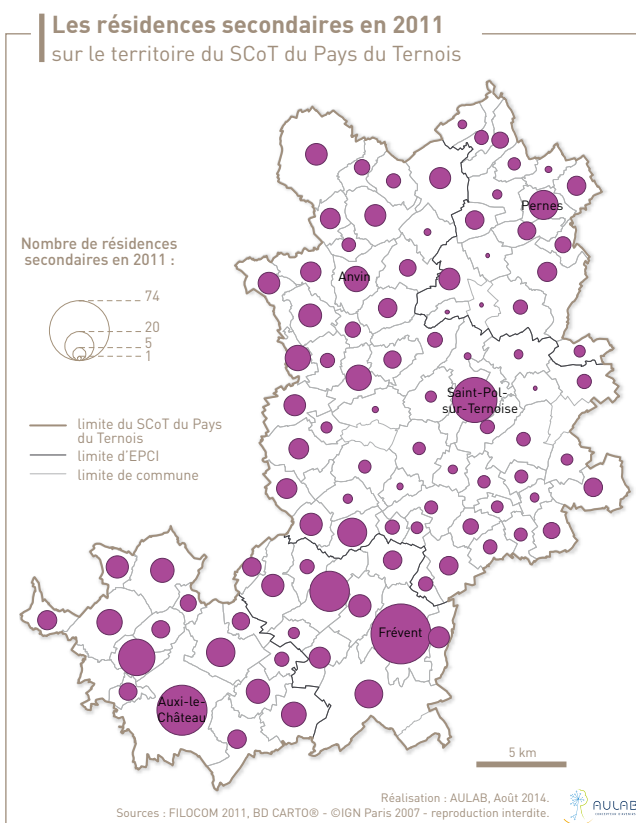 Les résidences secondaires en 2011
sur le territoire du SCoT du Pays du Ternois
Pernes
Nombre de résidences
secondaires en 2011 :
Anvin
74
20
5
1
Saint-Pol-
sur-Ternoise
limite du SCoT du Pays
du Ternois
limite d'EPCI
limite de commune
Frévent
Auxi-le-
Château
5 km
Réalisation : AULAB, Août 2014.
Sources : FILOCOM 2011, BD CARTO® - ©IGN Paris 2007 - reproduction interdite.
AULAB